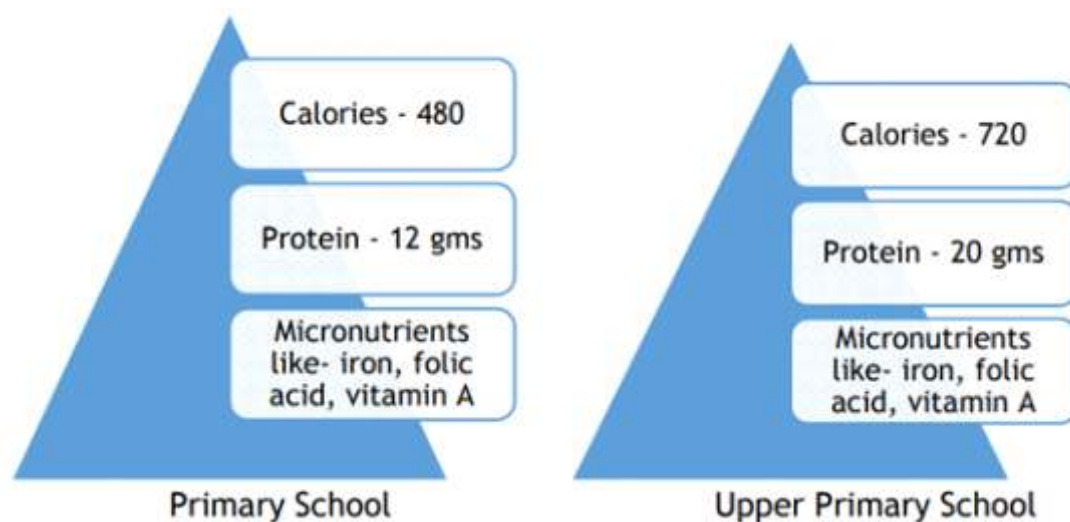 Calories - 480
Protein - 12 gms
Micronutrients
like- iron, folic
acid, vitamin A
Primary School
Calories - 720
Protein - 20 gms
Micronutrients
like- iron, folic
acid, vitamin A
Upper Primary School